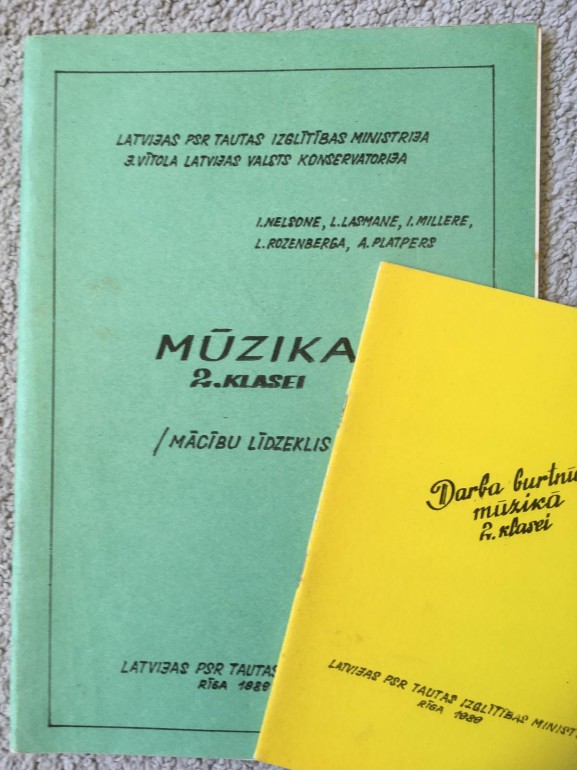 LATVIJAS PSR TAUTAS IZGLĪTĪBAS MINISTRIJA
J.VĪTOLA LATVIJAS VALSTS KONSERVATORIJA
I.NELSONE, L.LASMANE, I.MILLERE,
L.ROZENBERGA, A.PLATPERS
MŪZIKA
2.KLASEI
/MĀCĪBU LĪDZEKLIS
LATVIJAS PSR TAUTAS
RĪGA 1989
Darba burtnī
mūzikā
2.klasei
LATVIJAS PSR TAUTAS IZGLĪTĪBAS MINIST
RĪGA 1989